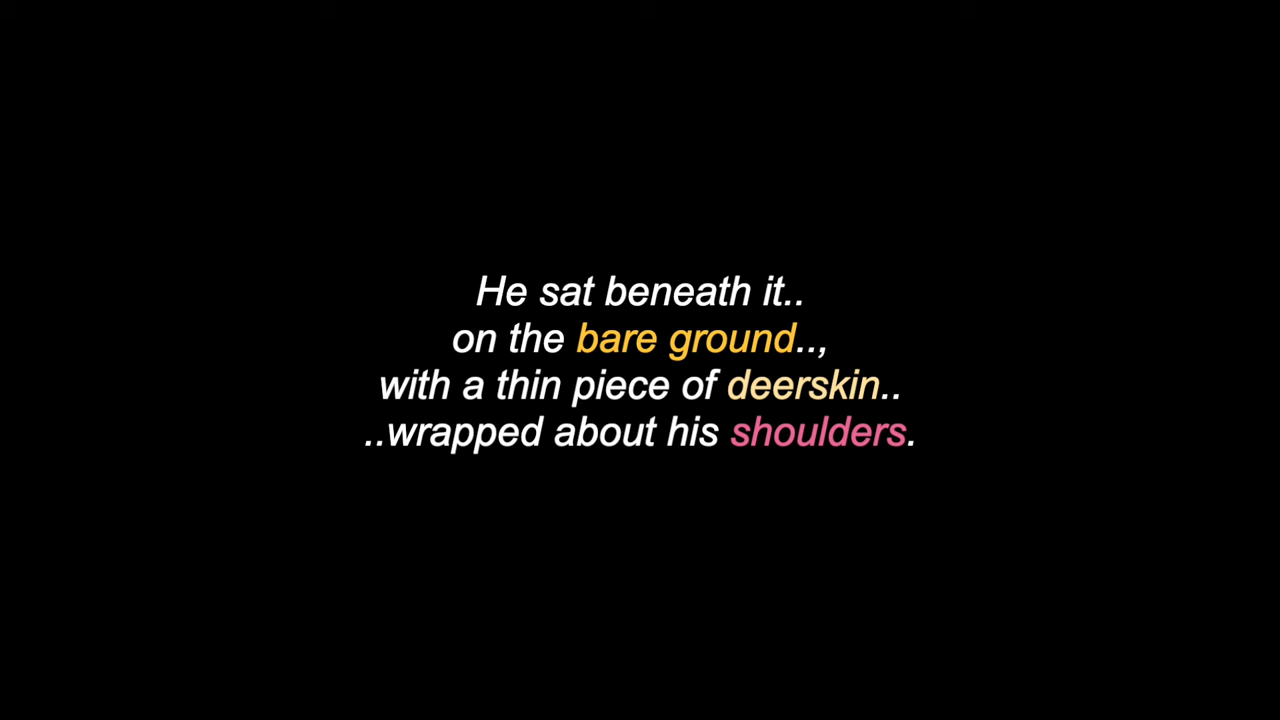 He sat beneath it..
on the bare ground..,
with a thin piece of deerskin..
..wrapped about his shoulders.